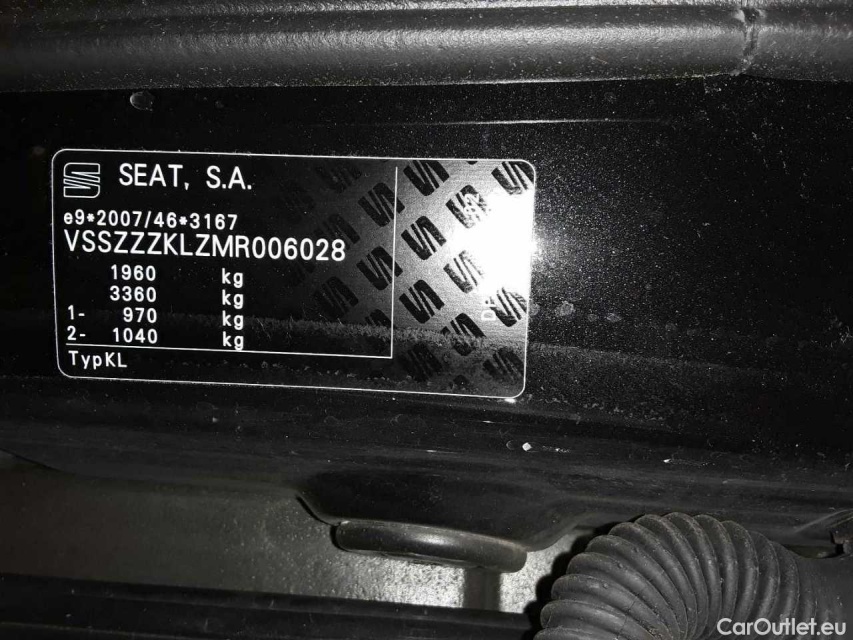 SEAT, S.A.
e9*2007/46*3167
VSSZZZKLZMR006028
1960 kg
3360 kg
1- 970 kg
2- 1040 kg
TypKL
CarOutlet.eu